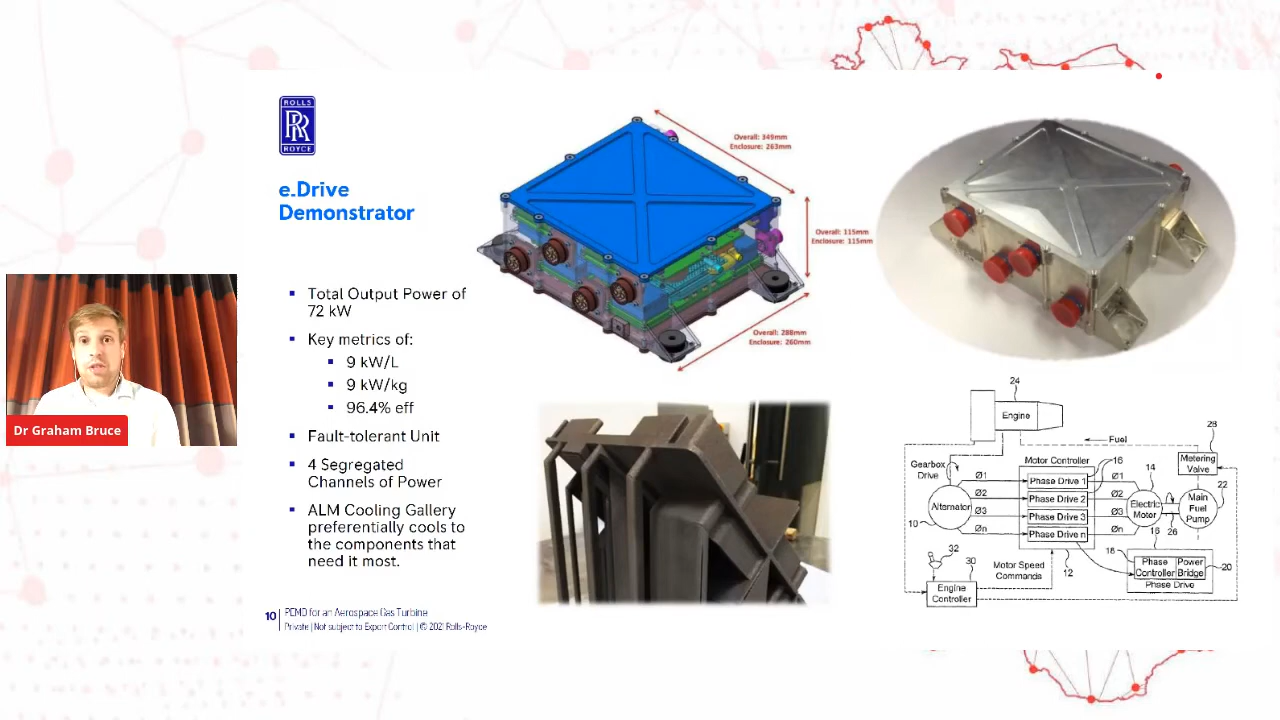 ROLLS
RR
ROYCE
e.Drive
Demonstrator
Total Output Power of
72 kW
Key metrics of:
9 kW/L
9 kW/kg
96.4% eff
Fault-tolerant Unit
4 Segregated
Channels of Power
ALM Cooling Gallery
prefentially cools to
the components that
need it most.
10
PEMD for an Aerospace Gas Turbine
Private | Not subject to Export Control | © 2021 Rolls-Royce
Dr Graham Bruce
Overall: 349mm
Enclosure: 263mm
Overall: 115mm
Enclosure: 115mm
Overall: 288mm
Enclosure: 260mm
24
Engine
Fuel
28
Metering
Valve
Gearbox
Drive
Motor Controller
16
14
22
Ø1
Phase Drive 1
Ø1
Ø2
Phase Drive 2
Ø2
Alternator
Ø3
Phase Drive 3
Ø3
Electric
Motor
Main
Fuel
Pump
Øn
Phase Drive n
Øn
10
26
16
32
30
Motor Speed
Commands
12
18
Phase
Controller
Power
Bridge
20
Phase Drive
Engine
Controller